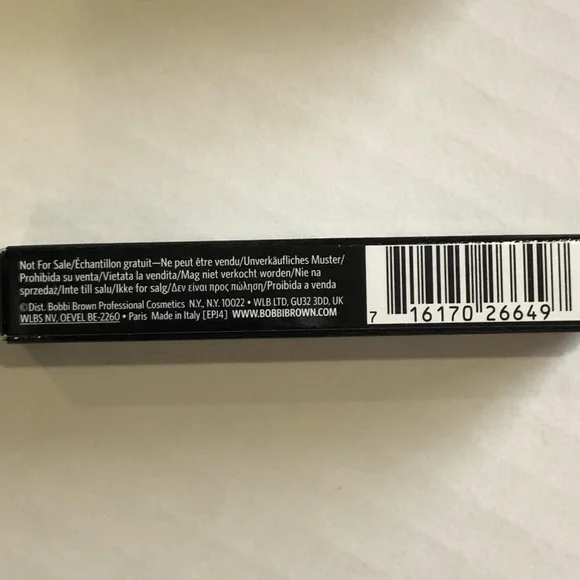 Not For Sale/Échantillon gratuit—Ne peut être vendu/Unverkäufliches Muster/
Prohibida su venta/Vietata la vendita/Mag niet verkocht worden/Nie na
sprzedaż/Inte till salu/Ikke for salg/Δεν είναι προς πώληση/Proibida a venda
©Dist. Bobbi Brown Professional Cosmetics N.Y., N.Y. 10022 • WLB LTD, GU32 3DD, UK
WLBS NV, OEVEL BE-2260 • Paris Made in Italy [EPJ4] WWW.BOBBIBROWN.COM
7 16170 26649